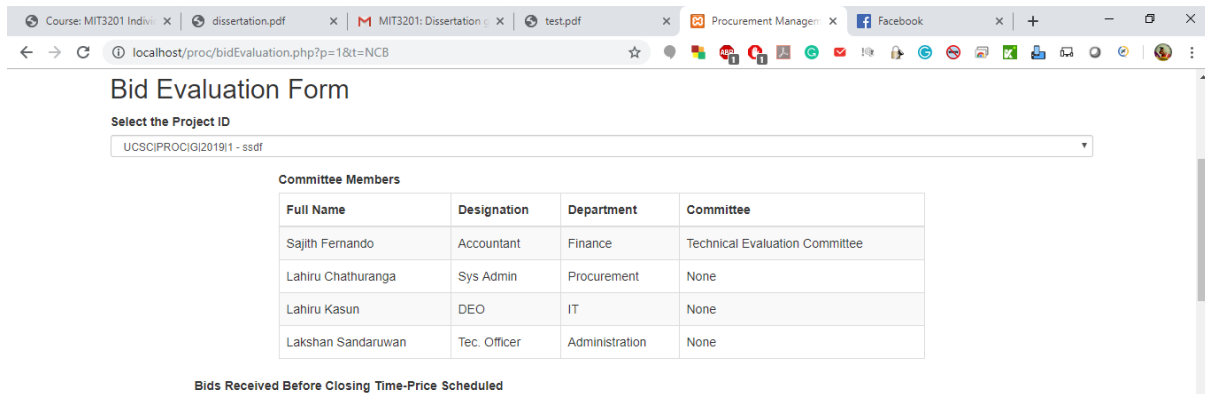 Course: MIT3201 Indivi
dissertation.pdf
MIT3201: Dissertation g
test.pdf
Procurement Managem
Facebook
localhost/proc/bidEvaluation.php?p=1&t=NCB
Bid Evaluation Form
Select the Project ID
UCSC|PROC|G|2019|1 - ssdf
Committee Members
Full Name Designation Department Committee
Sajith Fernando Accountant Finance Technical Evaluation Committee
Lahiru Chathuranga Sys Admin Procurement None
Lahiru Kasun DEO IT None
Lakshan Sandaruwan Tec. Officer Administration None
Bids Received Before Closing Time-Price Scheduled